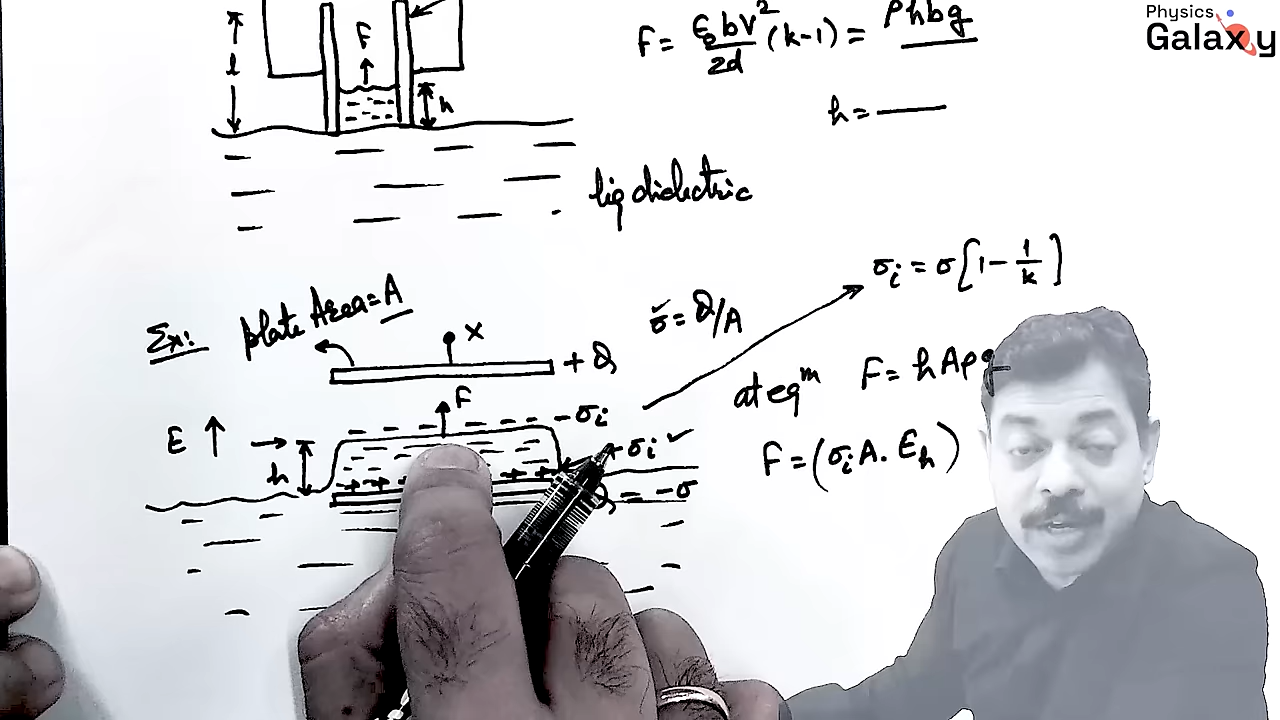 Physics
Galaxy
F = ε₀bV²/2d (k-1) = ρhbg
l
F
h
h = ——
liq dielectric
σi = σ[1 - 1/k]
Ex: plate Area = A
σ = Q/A
x
+Q
at eqm F = hAρg
F
-σi
E ↑
h
+σi ✓
F = (σiA. Eh)
= -σ